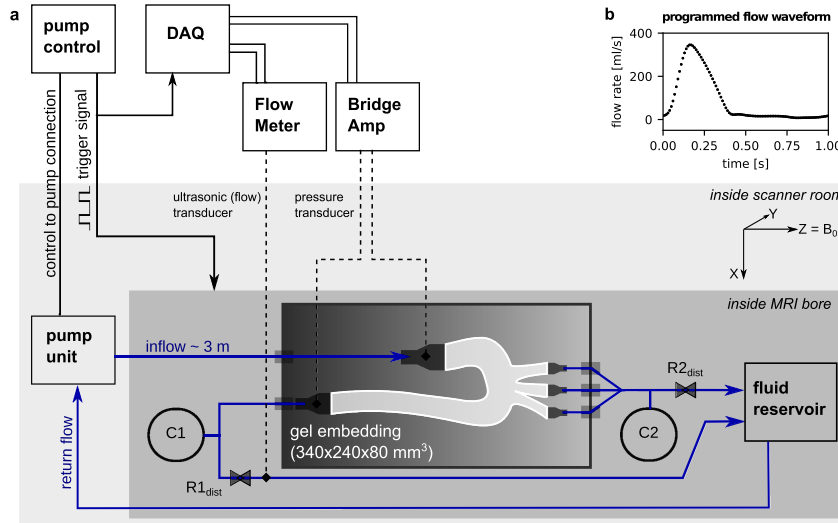 a
pump
control
DAQ
Flow
Meter
Bridge
Amp
control to pump connection
trigger signal
ultrasonic (flow)
transducer
pressure
transducer
b
programmed flow waveform
flow rate [ml/s]
400
200
0
0.00
0.25
0.50
0.75
1.00
time [s]
inside scanner room
Y
Z = B₀
X
inside MRI bore
pump
unit
inflow ~ 3 m
return flow
C1
R1dist
gel embedding
(340x240x80 mm³)
R2dist
C2
fluid
reservoir